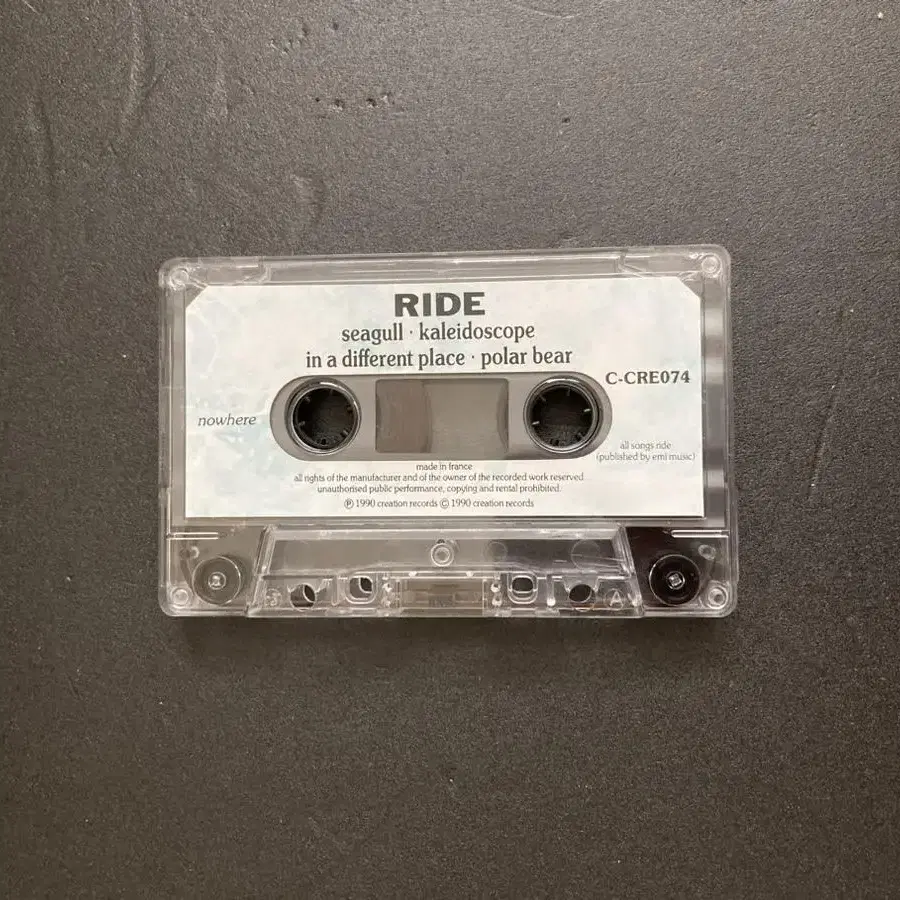 RIDE
seagull · kaleidoscope
in a different place · polar bear
C-CRE074
nowhere
all songs ride
(published by emi music)
made in france
all rights of the manufacturer and of the owner of the recorded work reserved
unauthorised public performance, copying and rental prohibited.
℗ 1990 creation records © 1990 creation records
A